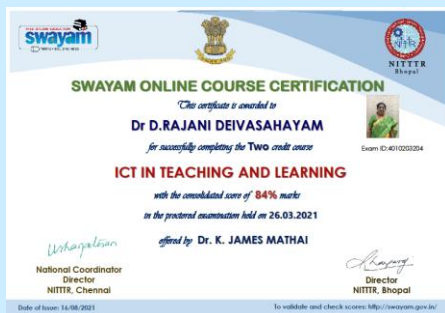 swayam
NITTTR
Bhopal
SWAYAM ONLINE COURSE CERTIFICATION
This certificate is awarded to
Dr D.RAJANI DEIVASAHAYAM
for successfully completing the Two credit course
Exam ID:4010203204
ICT IN TEACHING AND LEARNING
with the consolidated score of 84% marks
in the proctored examination held on 26.03.2021
offered by Dr. K. JAMES MATHAI
National Coordinator
Director
NITTTR, Chennai
Director
NITTTR, Bhopal
Date of Issue: 16/08/2021
To validate and check scores: http://swayam.gov.in/